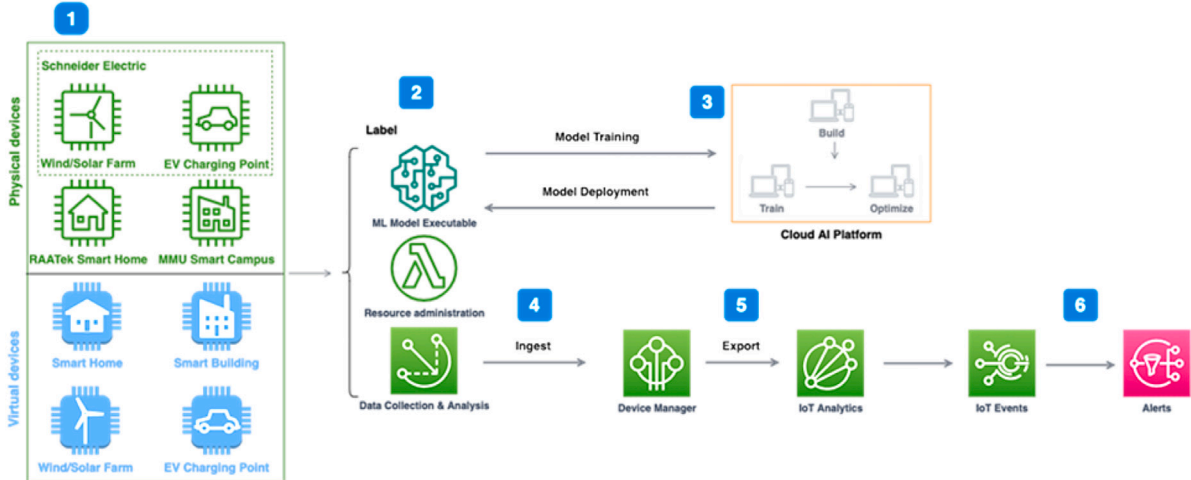 1
Physical devices
Schneider Electric
Wind/Solar Farm
EV Charging Point
RAATek Smart Home
MMU Smart Campus
Virtual devices
Smart Home
Smart Building
Wind/Solar Farm
EV Charging Point
2
Label
ML Model Executable
Resource administration
Data Collection & Analysis
Model Training
Model Deployment
3
Build
Train
Optimize
Cloud AI Platform
4
Ingest
Device Manager
5
Export
IoT Analytics
IoT Events
6
Alerts